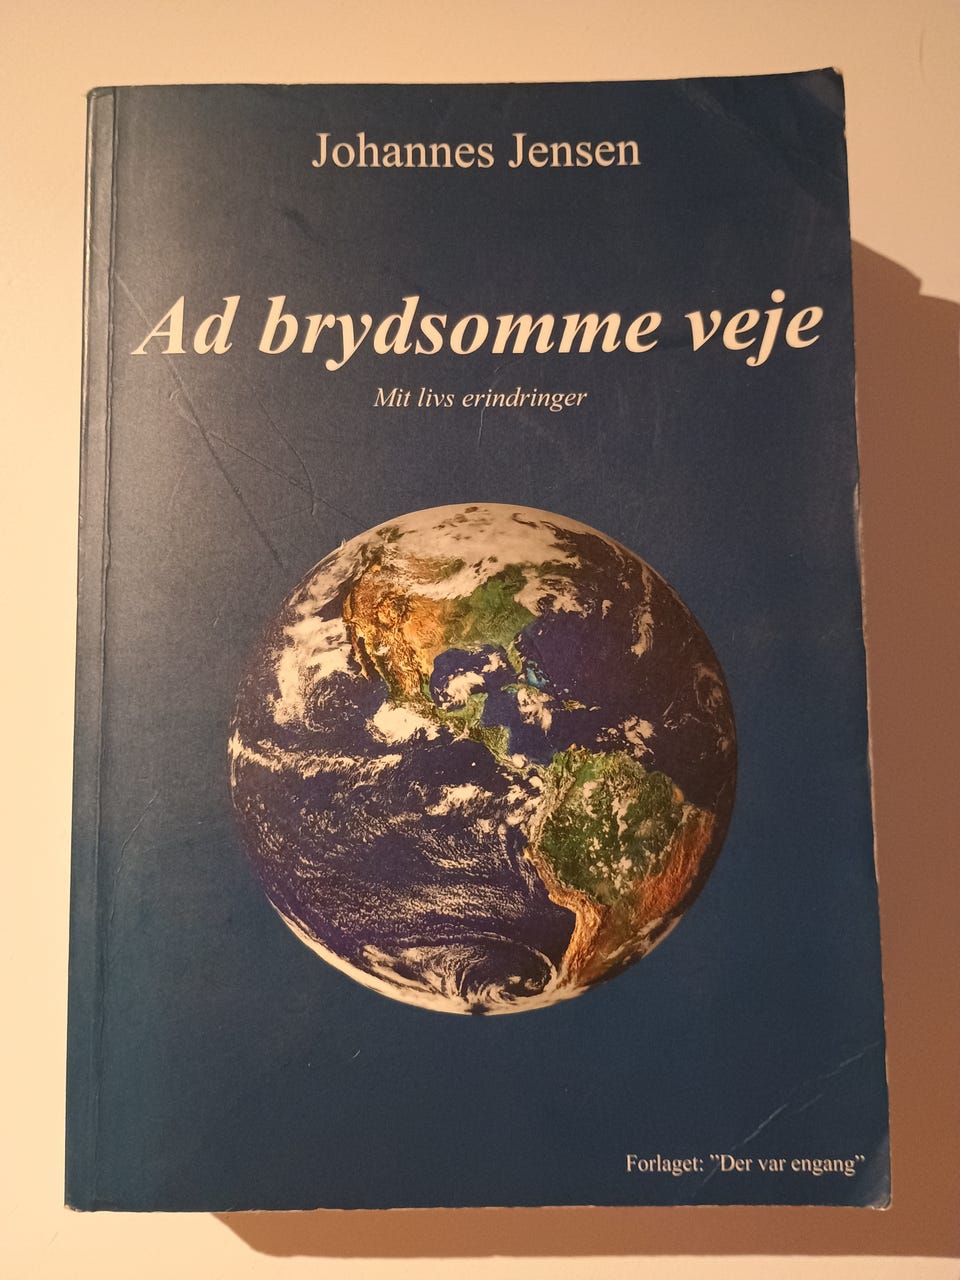 Johannes Jensen
Ad brydsomme veje
Mit livs erindringer
Forlaget: ”Der var engang”